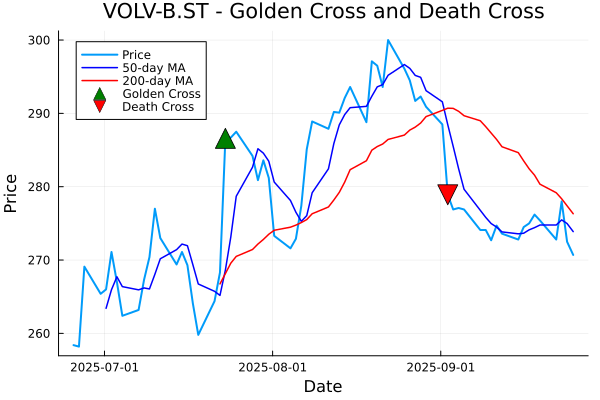 VOLV-B.ST - Golden Cross and Death Cross
300
290
280
270
260
Price
Price
50-day MA
200-day MA
Golden Cross
Death Cross
2025-07-01
2025-08-01
2025-09-01
Date